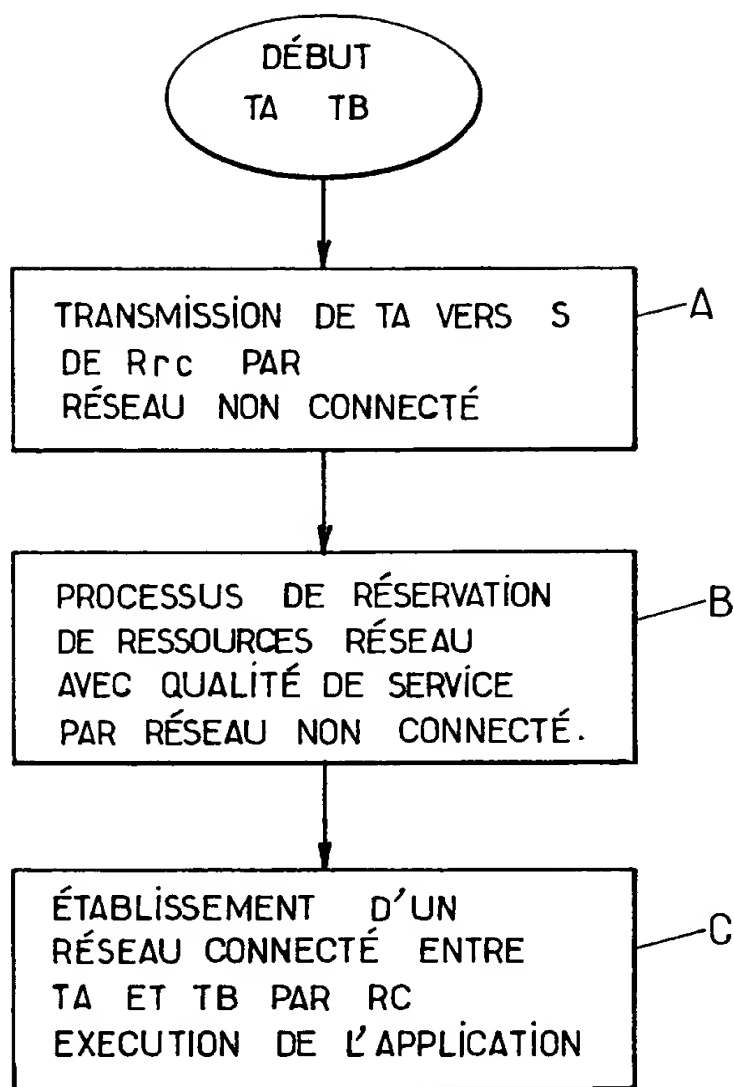 DÉBUT
TA TB
TRANSMISSION DE TA VERS S
DE Rrc PAR
RÉSEAU NON CONNECTÉ
A
PROCESSUS DE RÉSERVATION
DE RESSOURCES RÉSEAU
AVEC QUALITÉ DE SERVICE
PAR RÉSEAU NON CONNECTÉ.
B
ÉTABLISSEMENT D'UN
RÉSEAU CONNECTÉ ENTRE
TA ET TB PAR RC
EXECUTION DE L'APPLICATION
C